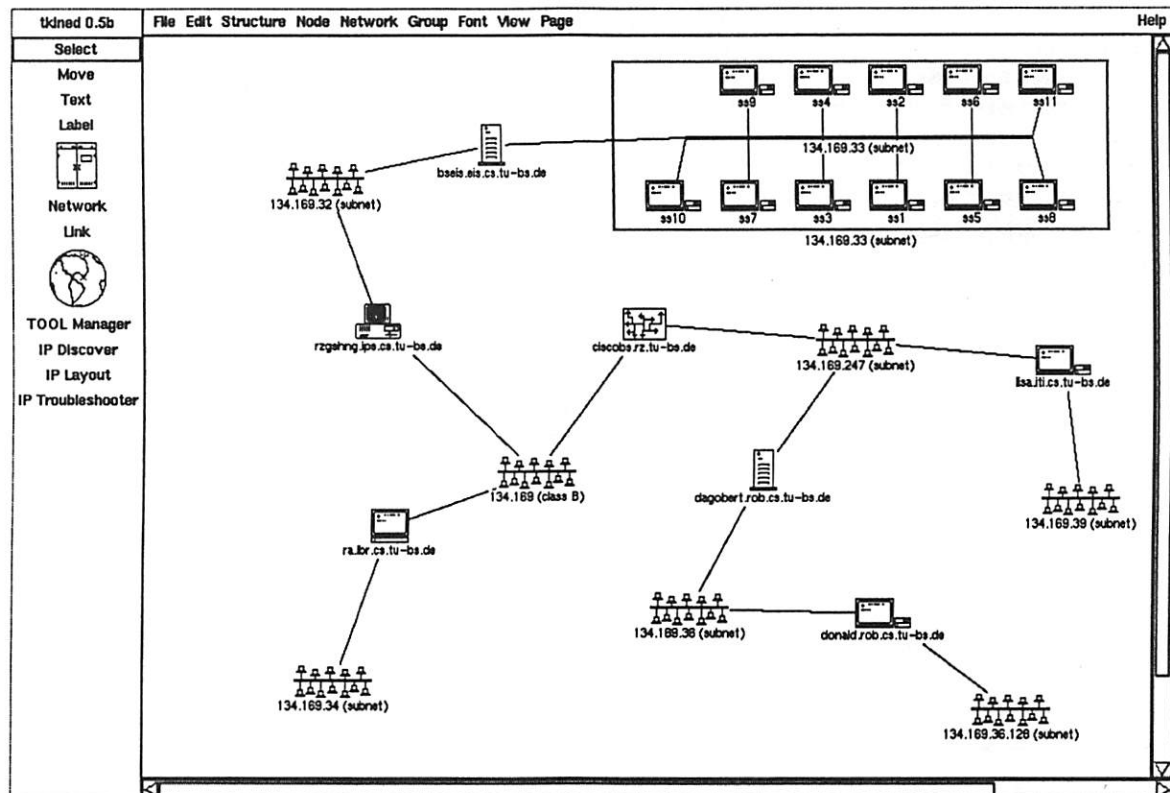 tkined 0.5b
File Edit Structure Node Network Group Font View Page
Help
Select
Move
Text
Label
Network
Link
TOOL Manager
IP Discover
IP Layout
IP Troubleshooter
ss9 ss4 ss2 ss6 ss11
134.169.33 (subnet)
ss10 ss7 ss3 ss1 ss5 ss8
134.169.33 (subnet)
bseis.eis.cs.tu-bs.de
134.169.32 (subnet)
rzgshng.ips.cs.tu-bs.de
ciscobs.rz.tu-bs.de
134.169.247 (subnet)
lisa.iti.cs.tu-bs.de
134.169 (class B)
dagobert.rob.cs.tu-bs.de
134.169.39 (subnet)
ra.ibr.cs.tu-bs.de
134.169.36 (subnet)
donald.rob.cs.tu-bs.de
134.169.34 (subnet)
134.169.36.128 (subnet)